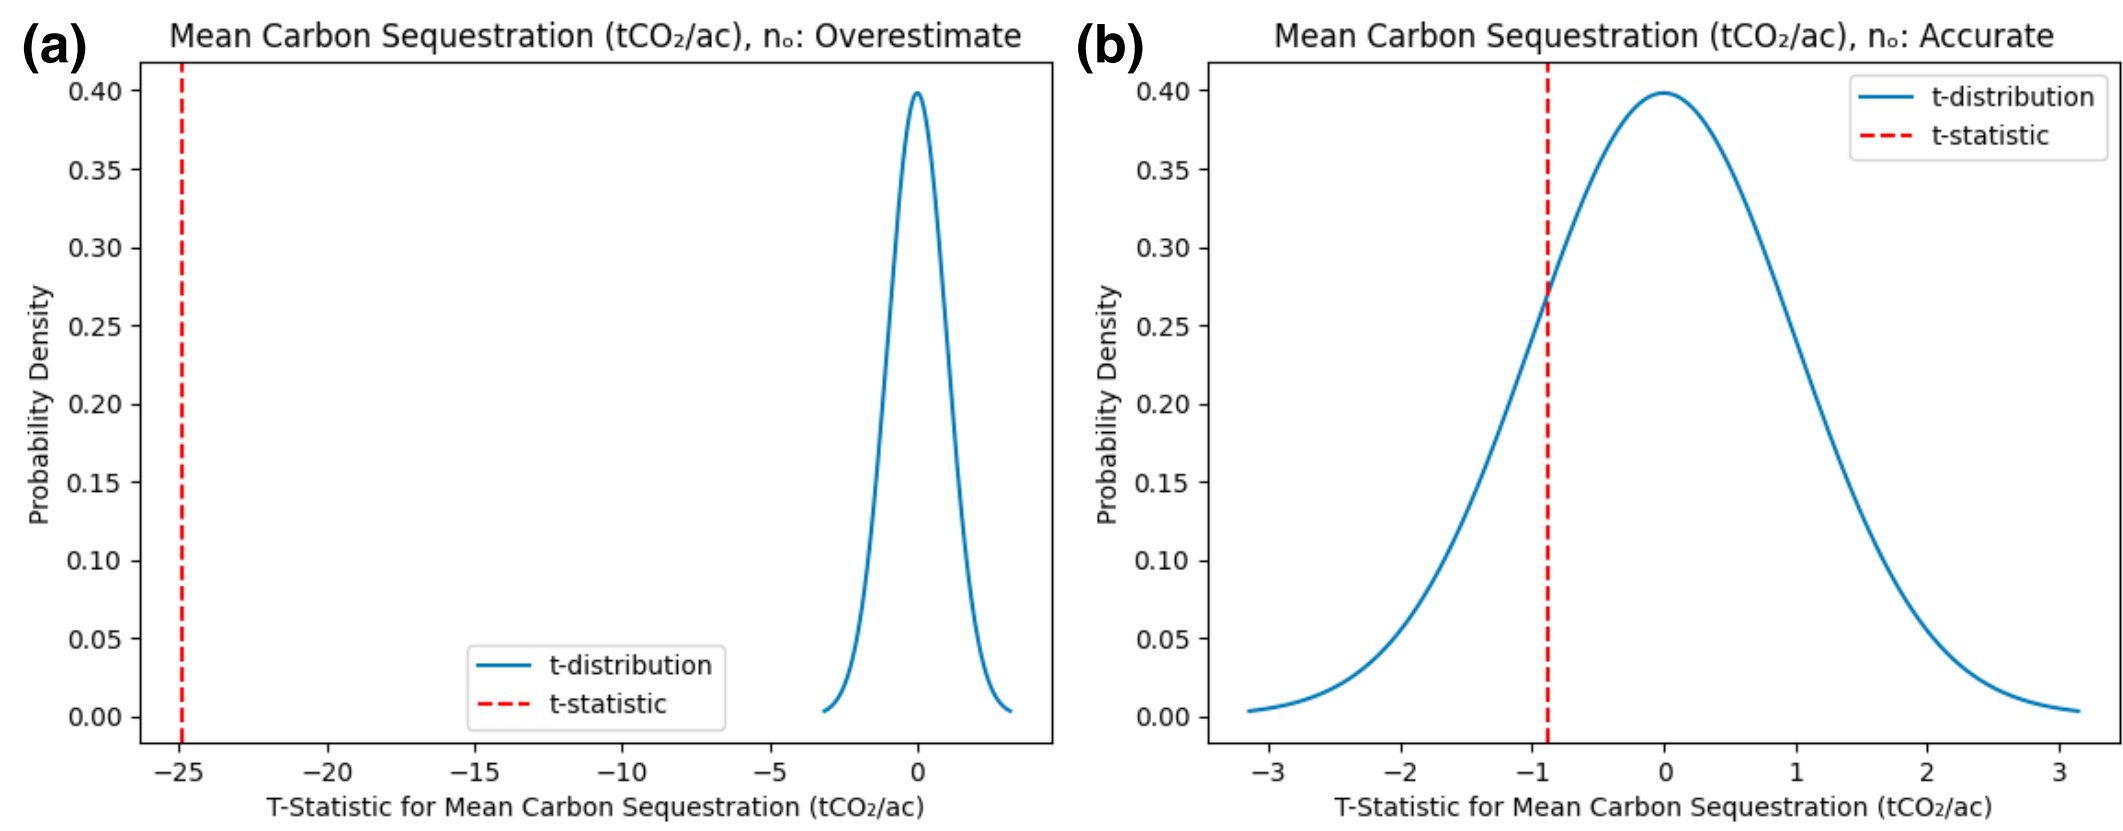 (a)
Mean Carbon Sequestration (tCO₂/ac), nₒ: Overestimate
0.40
0.35
0.30
0.25
0.20
0.15
0.10
0.05
0.00
Probability Density
t-distribution
t-statistic
−25
−20
−15
−10
−5
0
T-Statistic for Mean Carbon Sequestration (tCO₂/ac)
(b)
Mean Carbon Sequestration (tCO₂/ac), nₒ: Accurate
t-distribution
t-statistic
0.40
0.35
0.30
0.25
0.20
0.15
0.10
0.05
0.00
Probability Density
−3
−2
−1
0
1
2
3
T-Statistic for Mean Carbon Sequestration (tCO₂/ac)